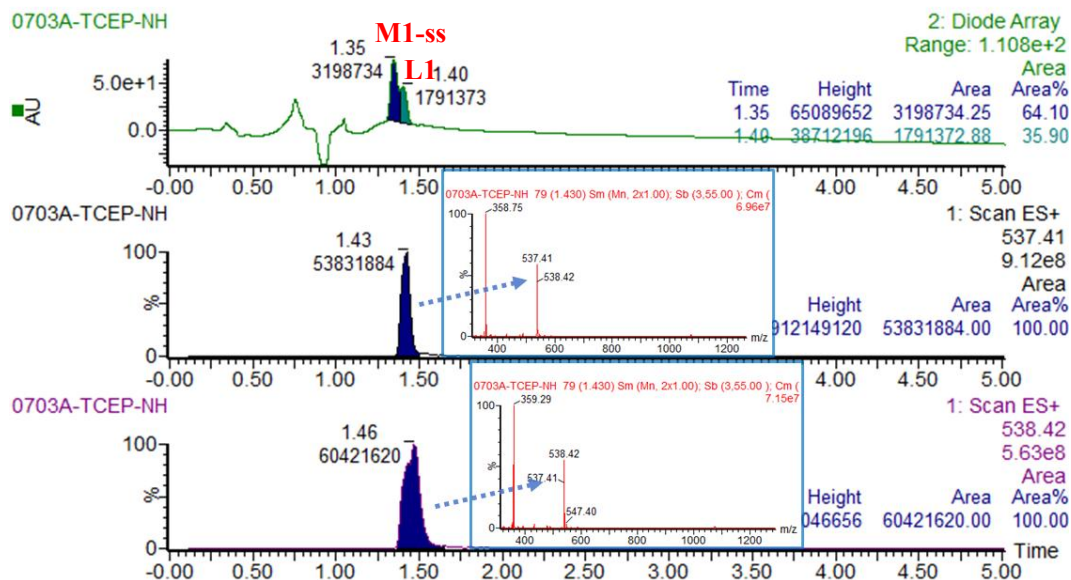 0703A-TCEP-NH
2: Diode Array
Range: 1.108e+2
Area
M1-ss
L1
1.35
3198734
1.40
1791373
5.0e+1
0.0
AU
Time Height Area Area%
1.35 65089652 3198734.25 64.10
1.40 38712196 1791372.88 35.90
-0.00 0.50 1.00 1.50 4.00 4.50 5.00
0703A-TCEP-NH
1: Scan ES+
537.41
9.12e8
Area
1.43
53831884
100
%
0
Height Area Area%
912149120 53831884.00 100.00
0703A-TCEP-NH 79 (1.430) Sm (Mn, 2x1.00); Sb (3,55.00 ); Cm (
6.96e7
100
%
0
358.75
537.41
538.42
400 600 800 1000 1200 m/z
-0.00 0.50 1.00 1.50 4.00 4.50 5.00
0703A-TCEP-NH
1: Scan ES+
538.42
5.63e8
Area
1.46
60421620
100
%
0
Height Area Area%
046656 60421620.00 100.00
0703A-TCEP-NH 79 (1.430) Sm (Mn, 2x1.00); Sb (3,55.00 ); Cm (
7.15e7
100
%
0
359.29
538.42
537.41
547.40
400 600 800 1000 1200 m/z
Time
-0.00 0.50 1.00 1.50 2.00 2.50 3.00 3.50 4.00 4.50 5.00